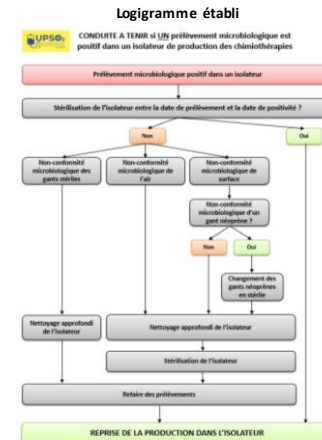 Logigramme établi
UPSO₂
CONDUITE A TENIR si UN prélèvement microbiologique est
positif dans un isolateur de production des chimiothérapies
Prélèvement microbiologique positif dans un isolateur
Stérilisation de l'isolateur entre la date de prélèvement et la date de positivité ?
Non
Oui
Non-conformité
microbiologique des
gants stériles
Non-conformité
microbiologique de
l'air
Non-conformité
microbiologique de
surface
Non-conformité
microbiologique d'un
gant néoprène ?
Non
Oui
Changement des
gants néoprènes
en stérile
Nettoyage approfondi
de l'isolateur
Nettoyage approfondi de l'isolateur
Stérilisation de l'isolateur
Refaire des prélèvements
REPRISE DE LA PRODUCTION DANS L'ISOLATEUR